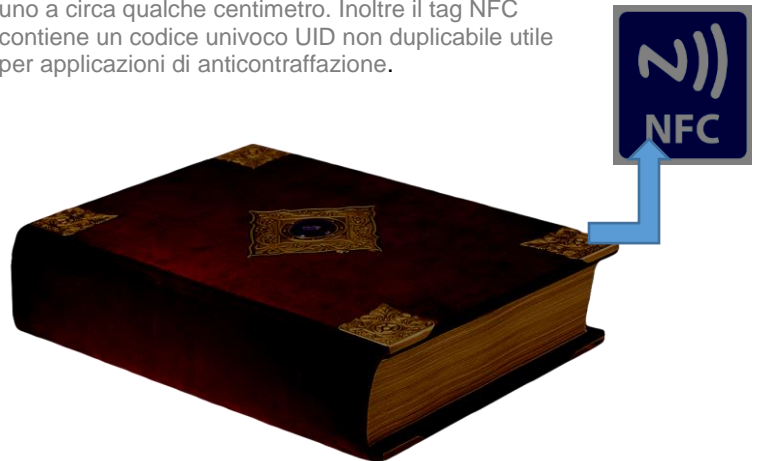 uno a circa qualche centimetro. Inoltre il tag NFC
contiene un codice univoco UID non duplicabile utile
per applicazioni di anticontraffazione.
NFC